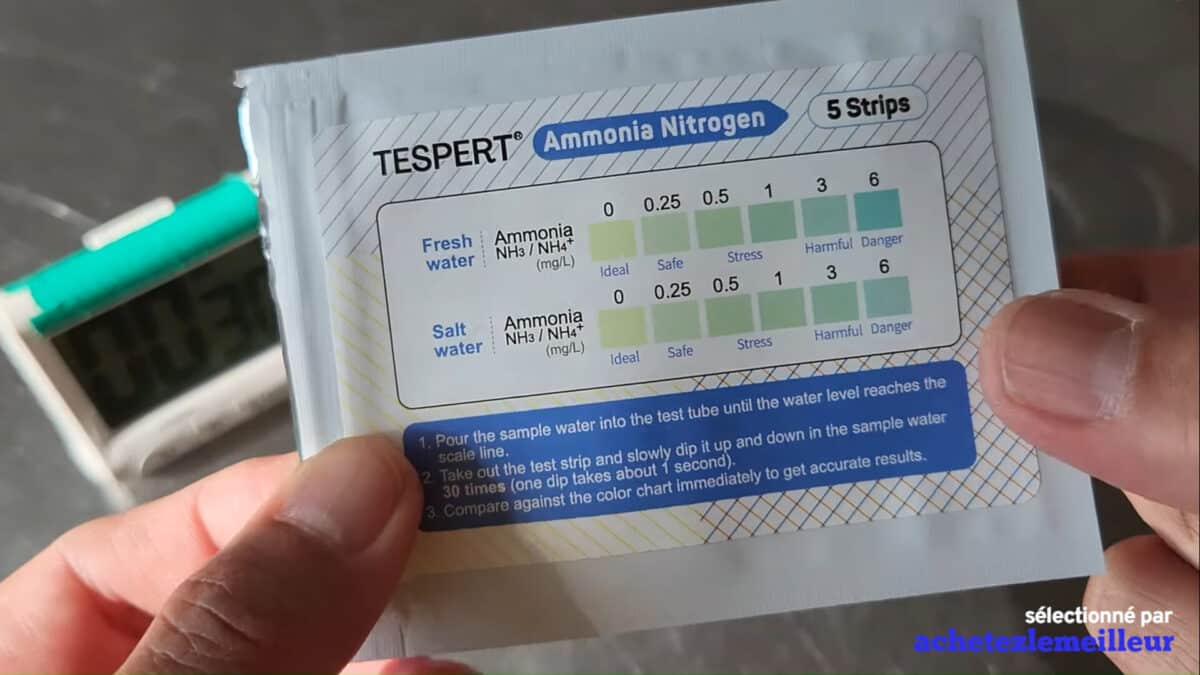 TESPERT® Ammonia Nitrogen 5 Strips
0 0.25 0.5 1 3 6
Fresh water Ammonia NH3 / NH4+ (mg/L)
Ideal Safe Stress Harmful Danger
0 0.25 0.5 1 3 6
Salt water Ammonia NH3 / NH4+ (mg/L)
Ideal Safe Stress Harmful Danger
1. Pour the sample water into the test tube until the water level reaches the
scale line.
2. Take out the test strip and slowly dip it up and down in the sample water
30 times (one dip takes about 1 second).
3. Compare against the color chart immediately to get accurate results.
sélectionné par
achetezlemeilleur